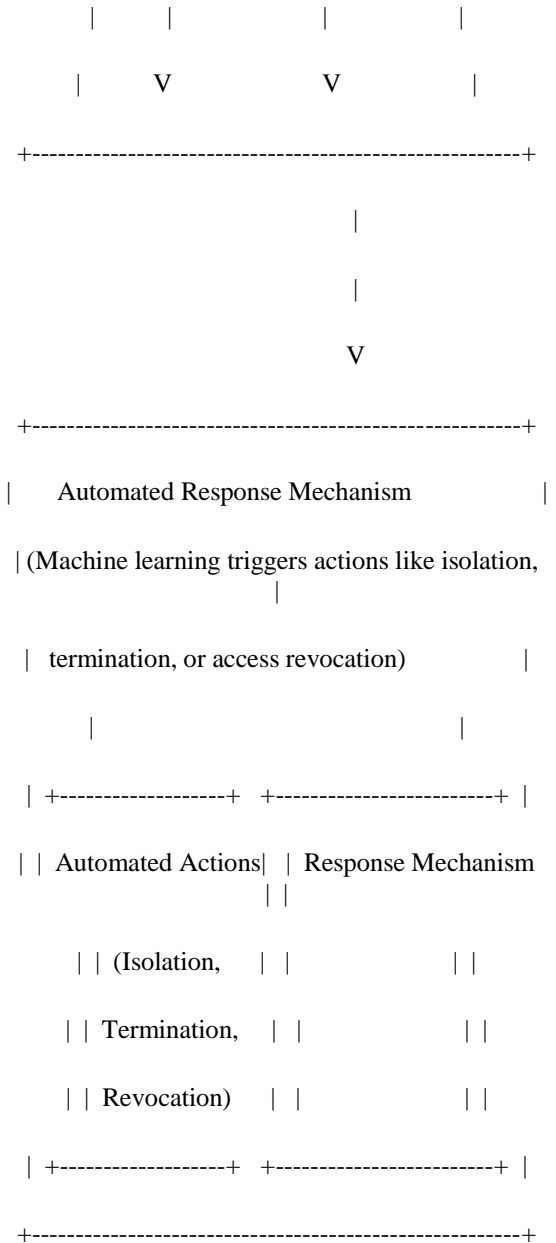 |     |     |     |
|     V     V     |
+--------------------------------------------------------+
|
|
V
+--------------------------------------------------------+
| Automated Response Mechanism |
| (Machine learning triggers actions like isolation,
|
| termination, or access revocation) |
| |
| +-------------------+ +-------------------------+ |
| | Automated Actions| | Response Mechanism
| |
| | (Isolation, | | | |
| | Termination, | | | |
| | Revocation) | | | |
| +-------------------+ +-------------------------+ |
+--------------------------------------------------------+